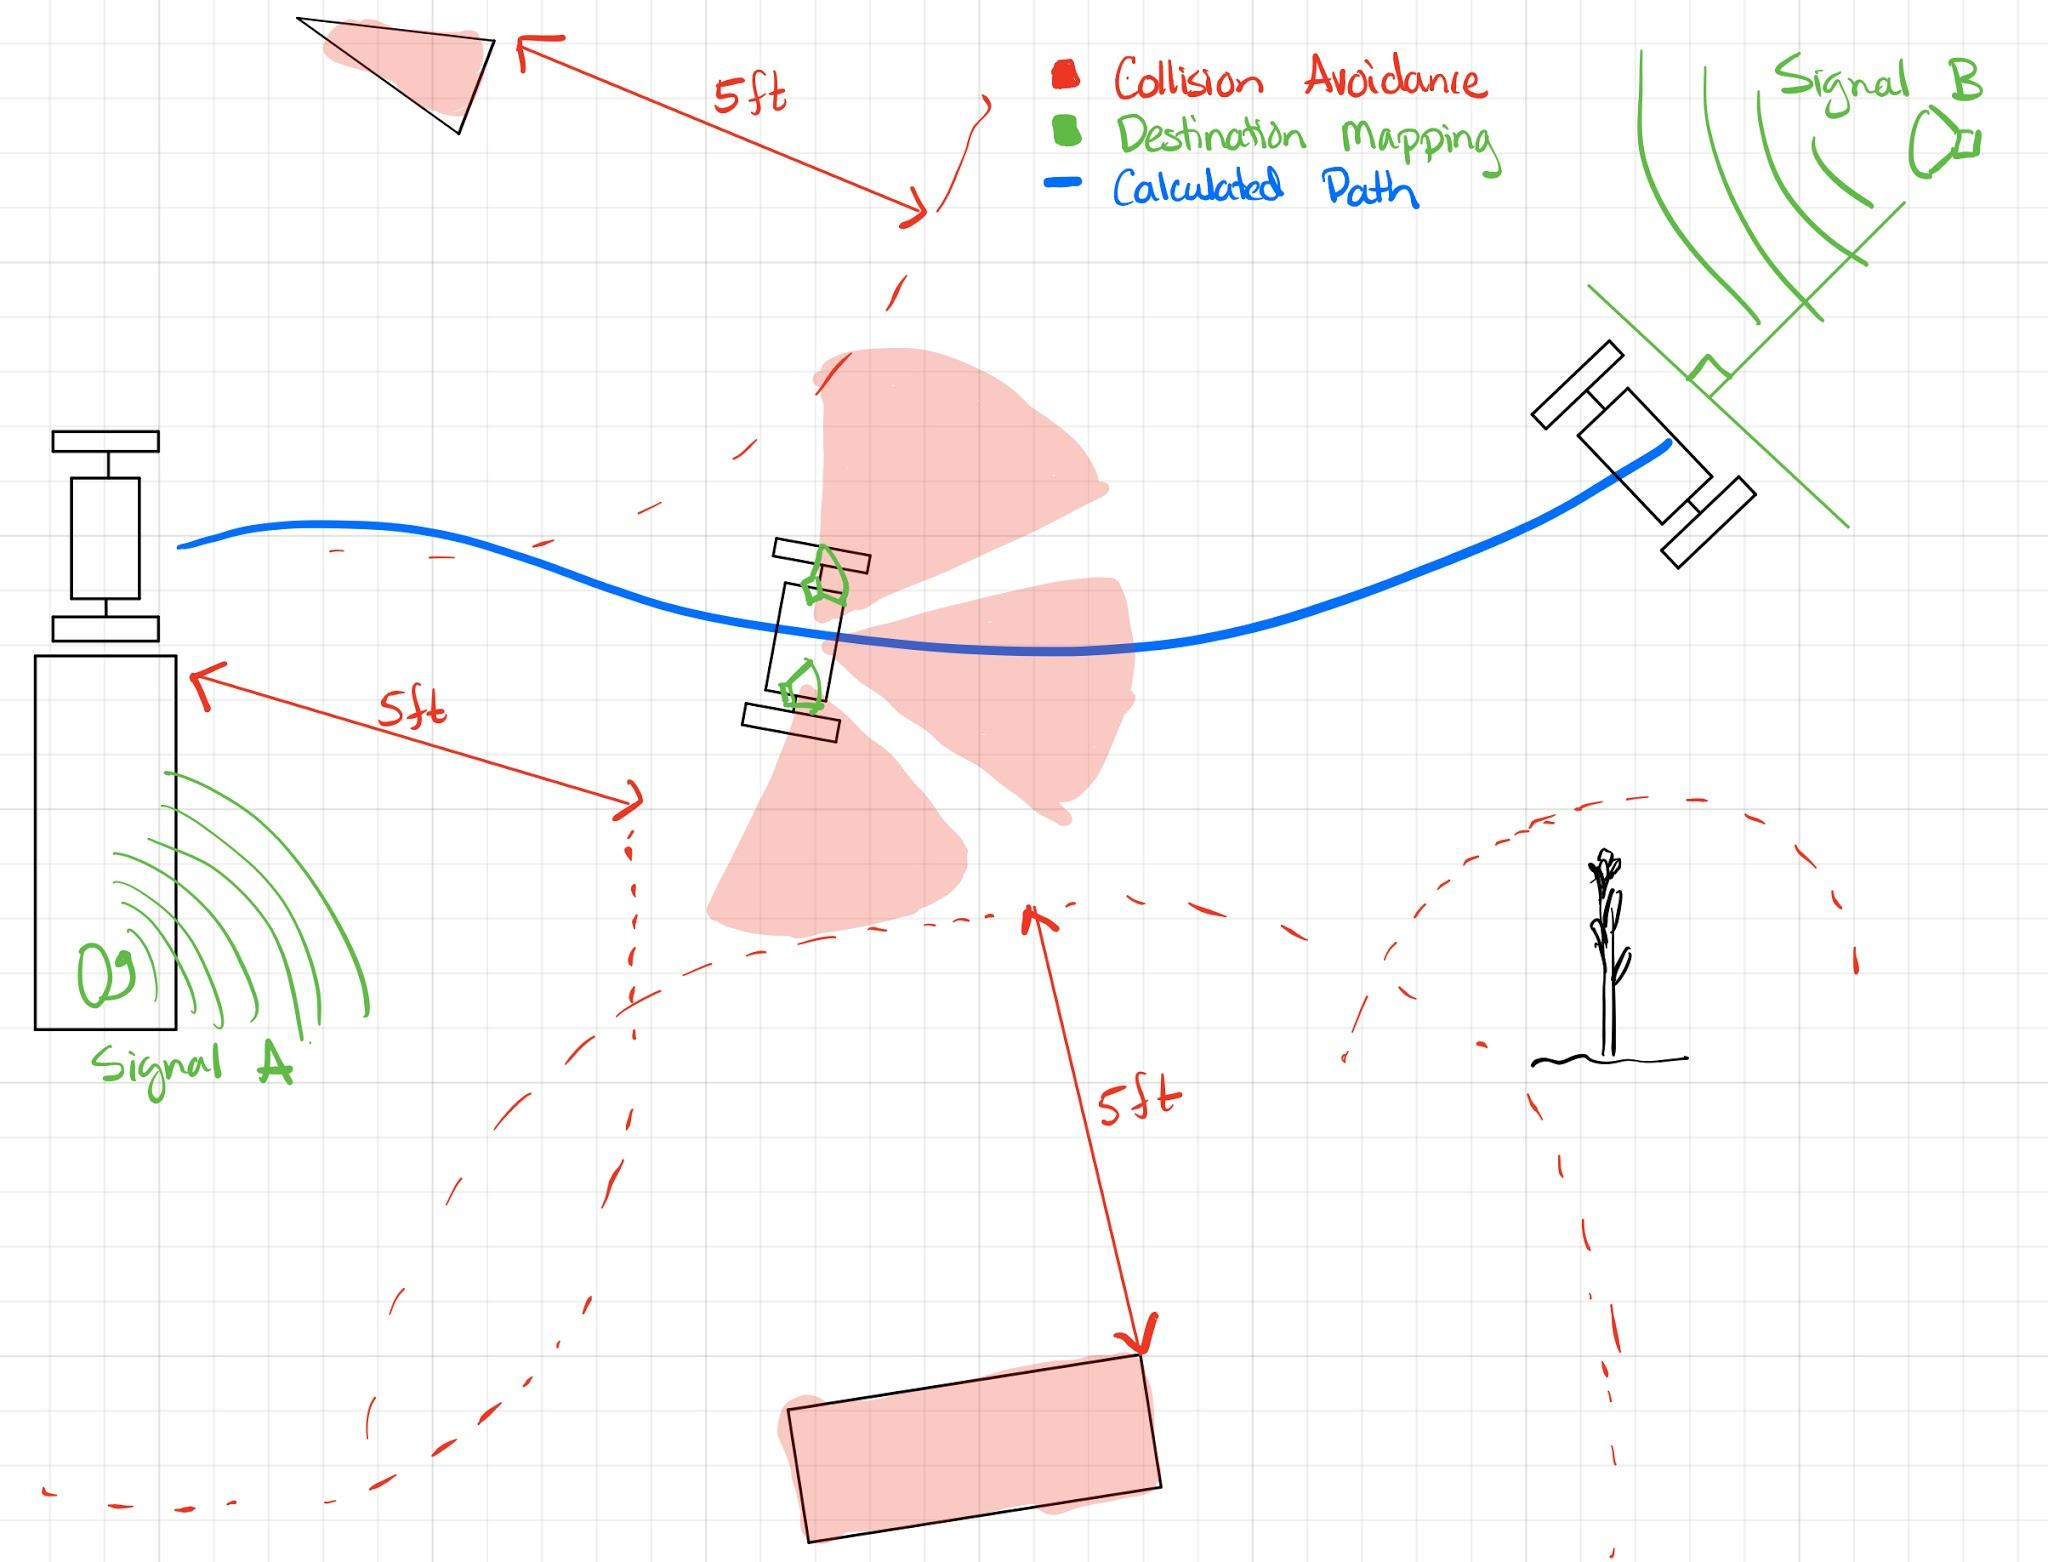 5ft
Collision Avoidance
Destination Mapping
Calculated Path
Signal B
5ft
Signal A
5ft